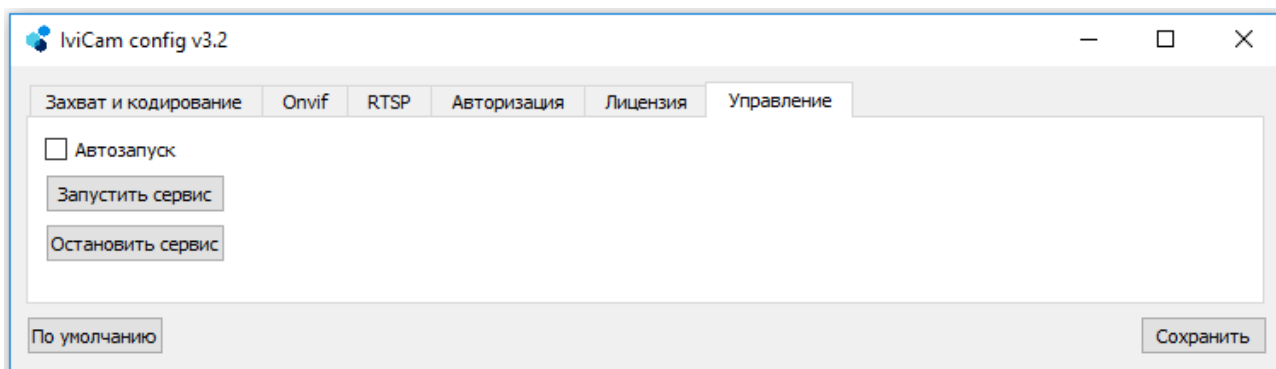 IviCam config v3.2
Захват и кодирование Onvif RTSP Авторизация Лицензия Управление
Автозапуск
Запустить сервис
Остановить сервис
По умолчанию Сохранить